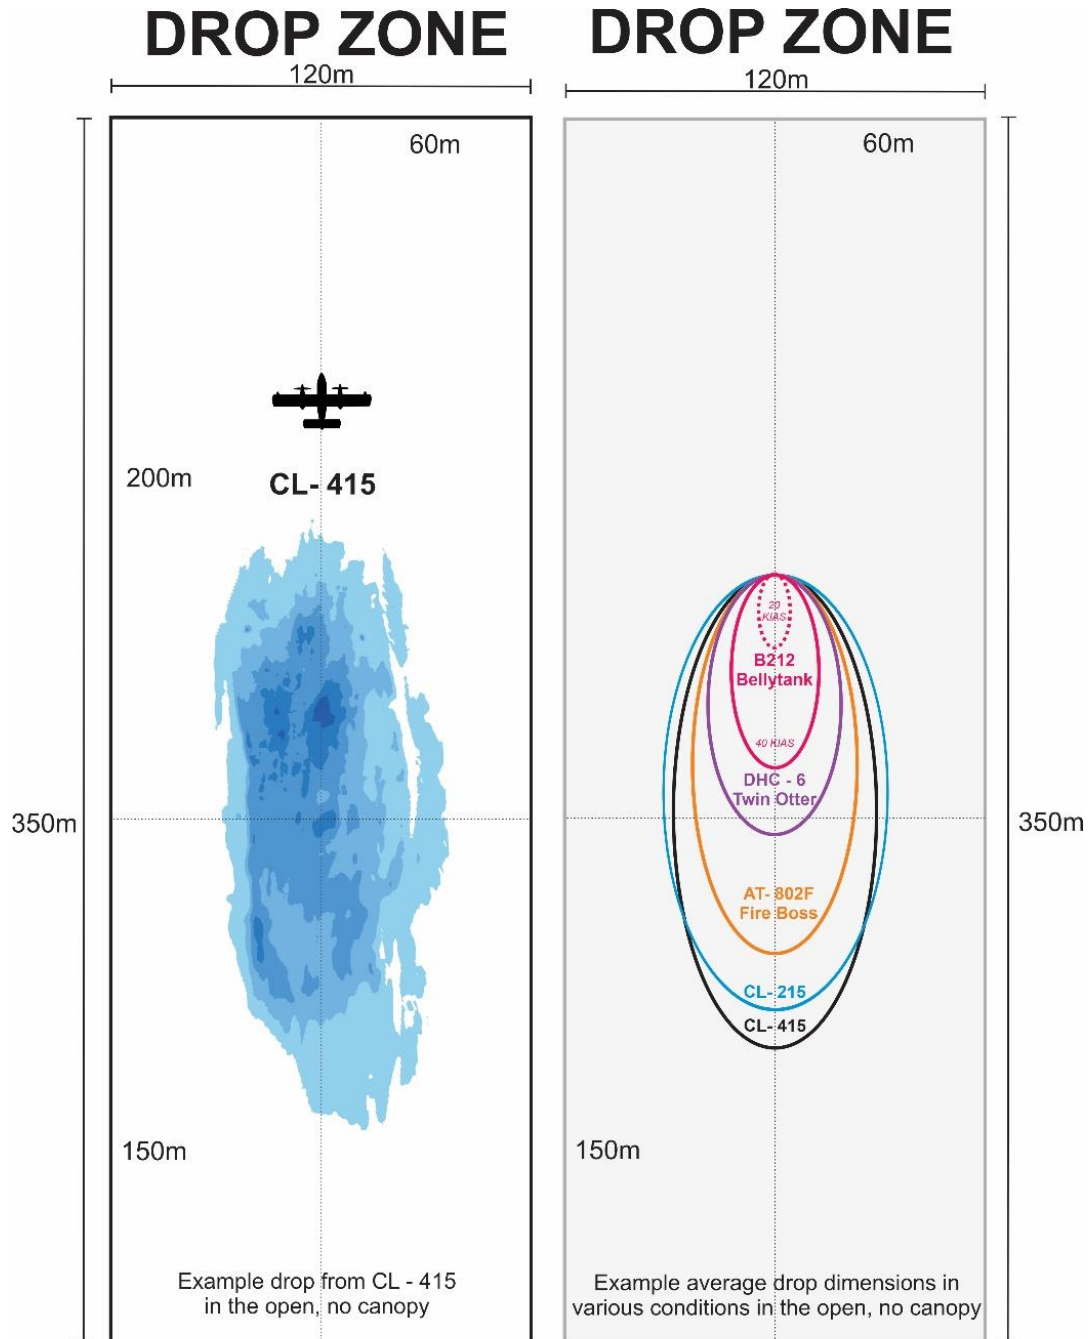 DROP ZONE
120m
60m
200m
CL- 415
350m
150m
Example drop from CL - 415
in the open, no canopy
DROP ZONE
120m
60m
20
KIAS
B212
Bellytank
40 KIAS
DHC - 6
Twin Otter
350m
AT- 802F
Fire Boss
CL- 215
CL- 415
150m
Example average drop dimensions in
various conditions in the open, no canopy